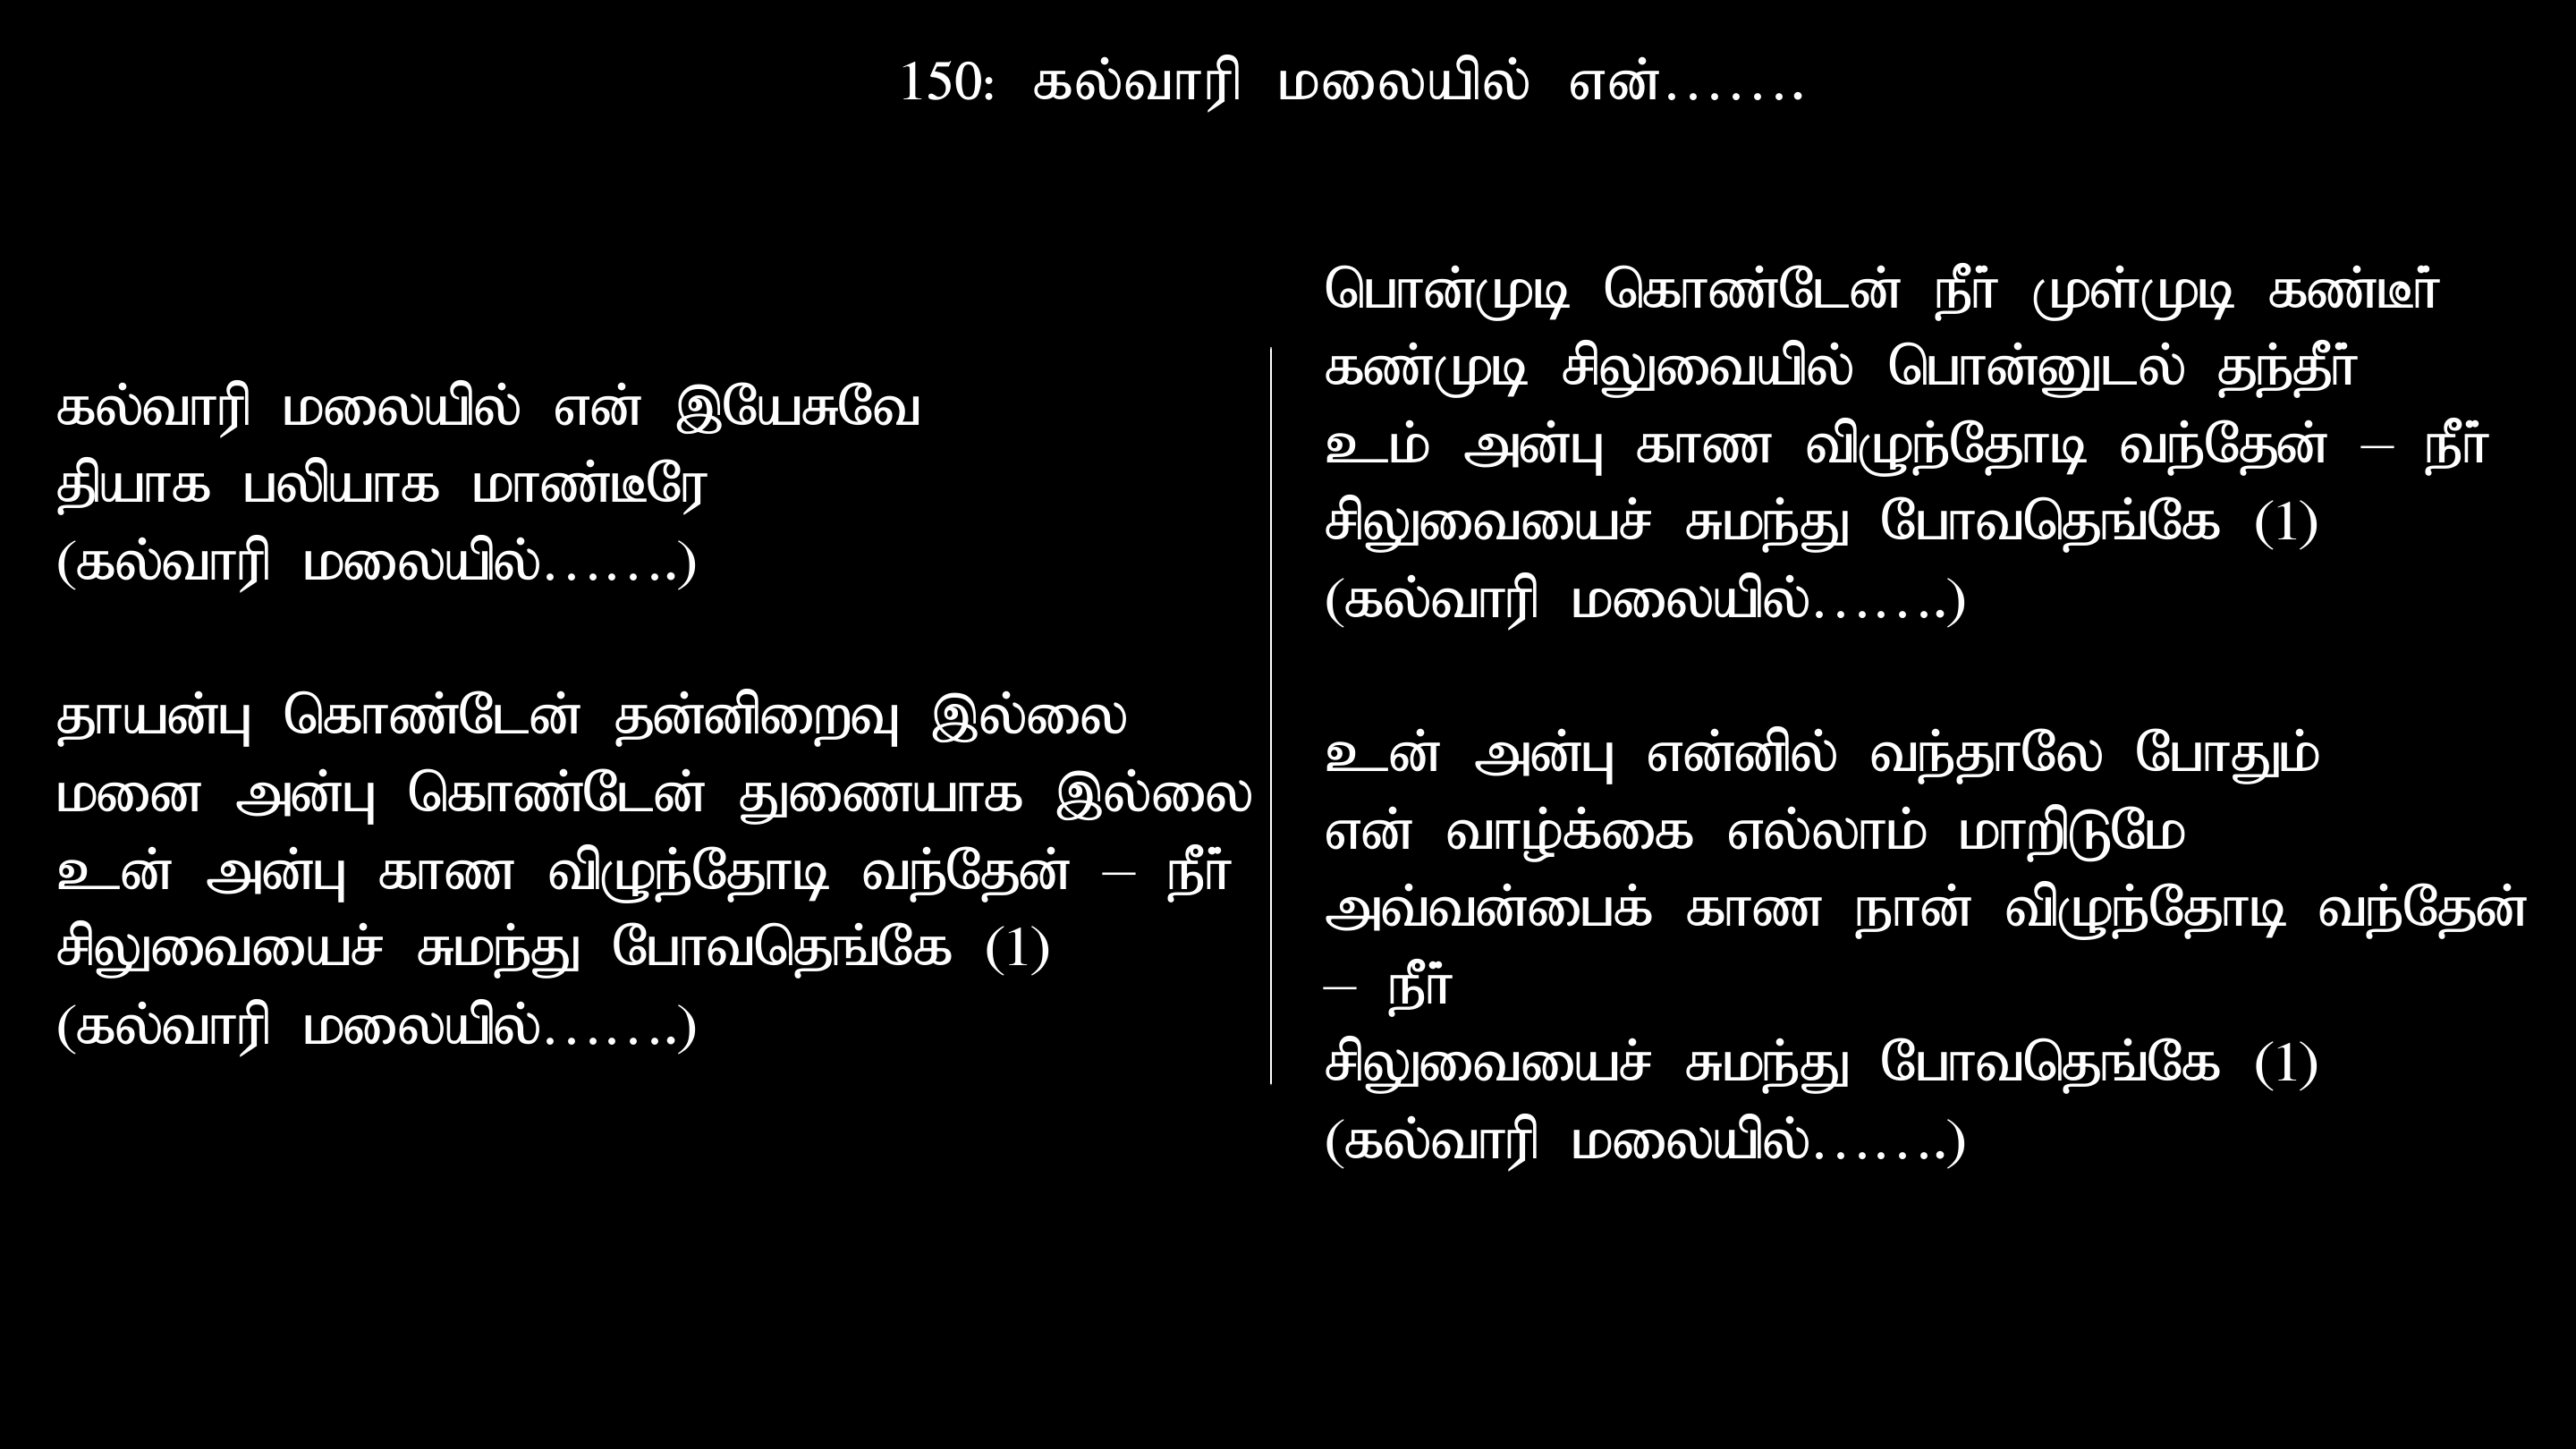 150: கல்வாரி மலையில் என்…….
கல்வாரி மலையில் என் இயேசுவே
தியாக பலியாக மாண்டீரே
(கல்வாரி மலையில்…….)
தாயன்பு கொண்டேன் தன்னிறைவு இல்லை
மனை அன்பு கொண்டேன் துணையாக இல்லை
உன் அன்பு காண விழுந்தோடி வந்தேன் – நீர்
சிலுவையைச் சுமந்து போவதெங்கே (1)
(கல்வாரி மலையில்…….)
பொன்முடி கொண்டேன் நீர் முள்முடி கண்டீர்
கண்முடி சிலுவையில் பொன்னுடல் தந்தீர்
உம் அன்பு காண விழுந்தோடி வந்தேன் – நீர்
சிலுவையைச் சுமந்து போவதெங்கே (1)
(கல்வாரி மலையில்…….)
உன் அன்பு என்னில் வந்தாலே போதும்
என் வாழ்க்கை எல்லாம் மாறிடுமே
அவ்வன்பைக் காண நான் விழுந்தோடி வந்தேன்
– நீர்
சிலுவையைச் சுமந்து போவதெங்கே (1)
(கல்வாரி மலையில்…….)